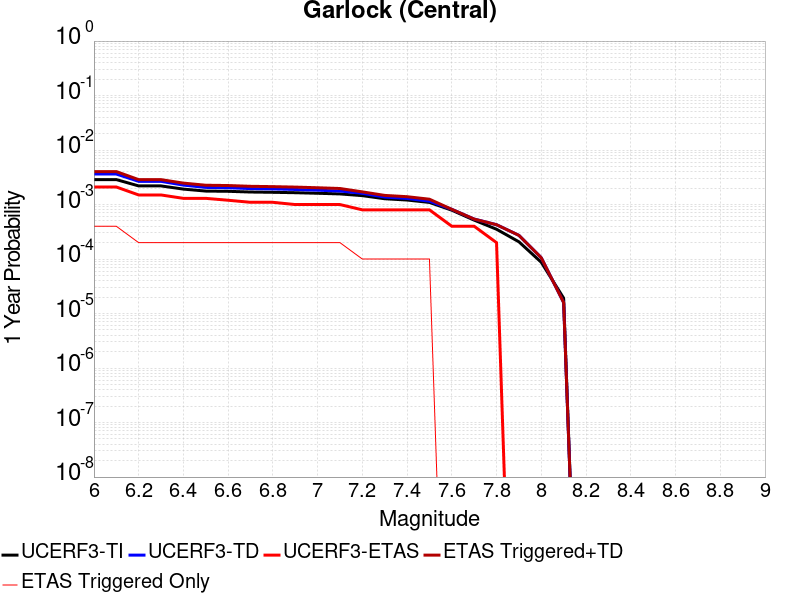 Garlock (Central)
10^0
10^-1
10^-2
10^-3
10^-4
10^-5
10^-6
10^-7
10^-8
1 Year Probability
6 6.2 6.4 6.6 6.8 7 7.2 7.4 7.6 7.8 8 8.2 8.4 8.6 8.8 9
Magnitude
UCERF3-TI UCERF3-TD UCERF3-ETAS ETAS Triggered+TD
ETAS Triggered Only